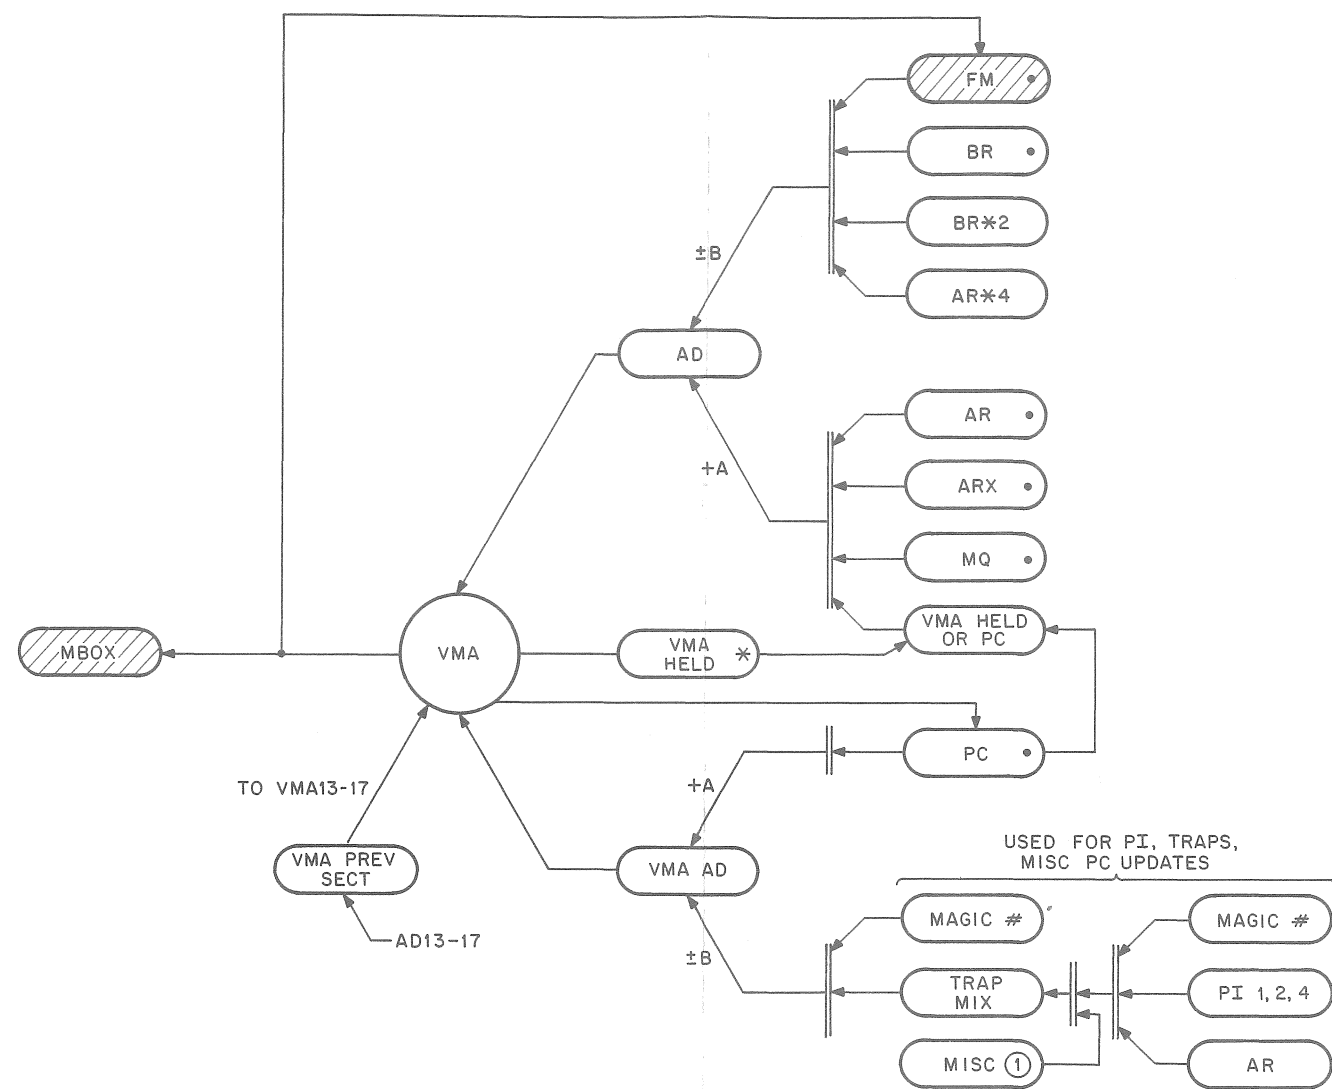 FM
BR
BR*2
±B
AR*4
AD
AR
+A
ARX
MQ
VMA HELD
OR PC
MBOX
VMA
VMA
HELD *
PC
TO VMA13-17
+A
USED FOR PI, TRAPS,
MISC PC UPDATES
VMA PREV
SECT
VMA AD
MAGIC #
MAGIC #
AD13-17
±B
TRAP
MIX
PI 1, 2, 4
MISC 1
AR